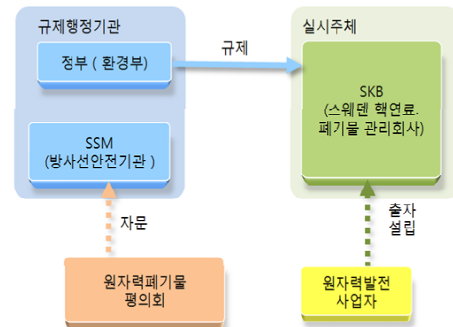 규제행정기관
정부 ( 환경부)
SSM
(방사선안전기관 )
규제
실시주체
SKB
(스웨덴 핵연료.
폐기물 관리회사)
자문
출자
설립
원자력폐기물
평의회
원자력발전
사업자